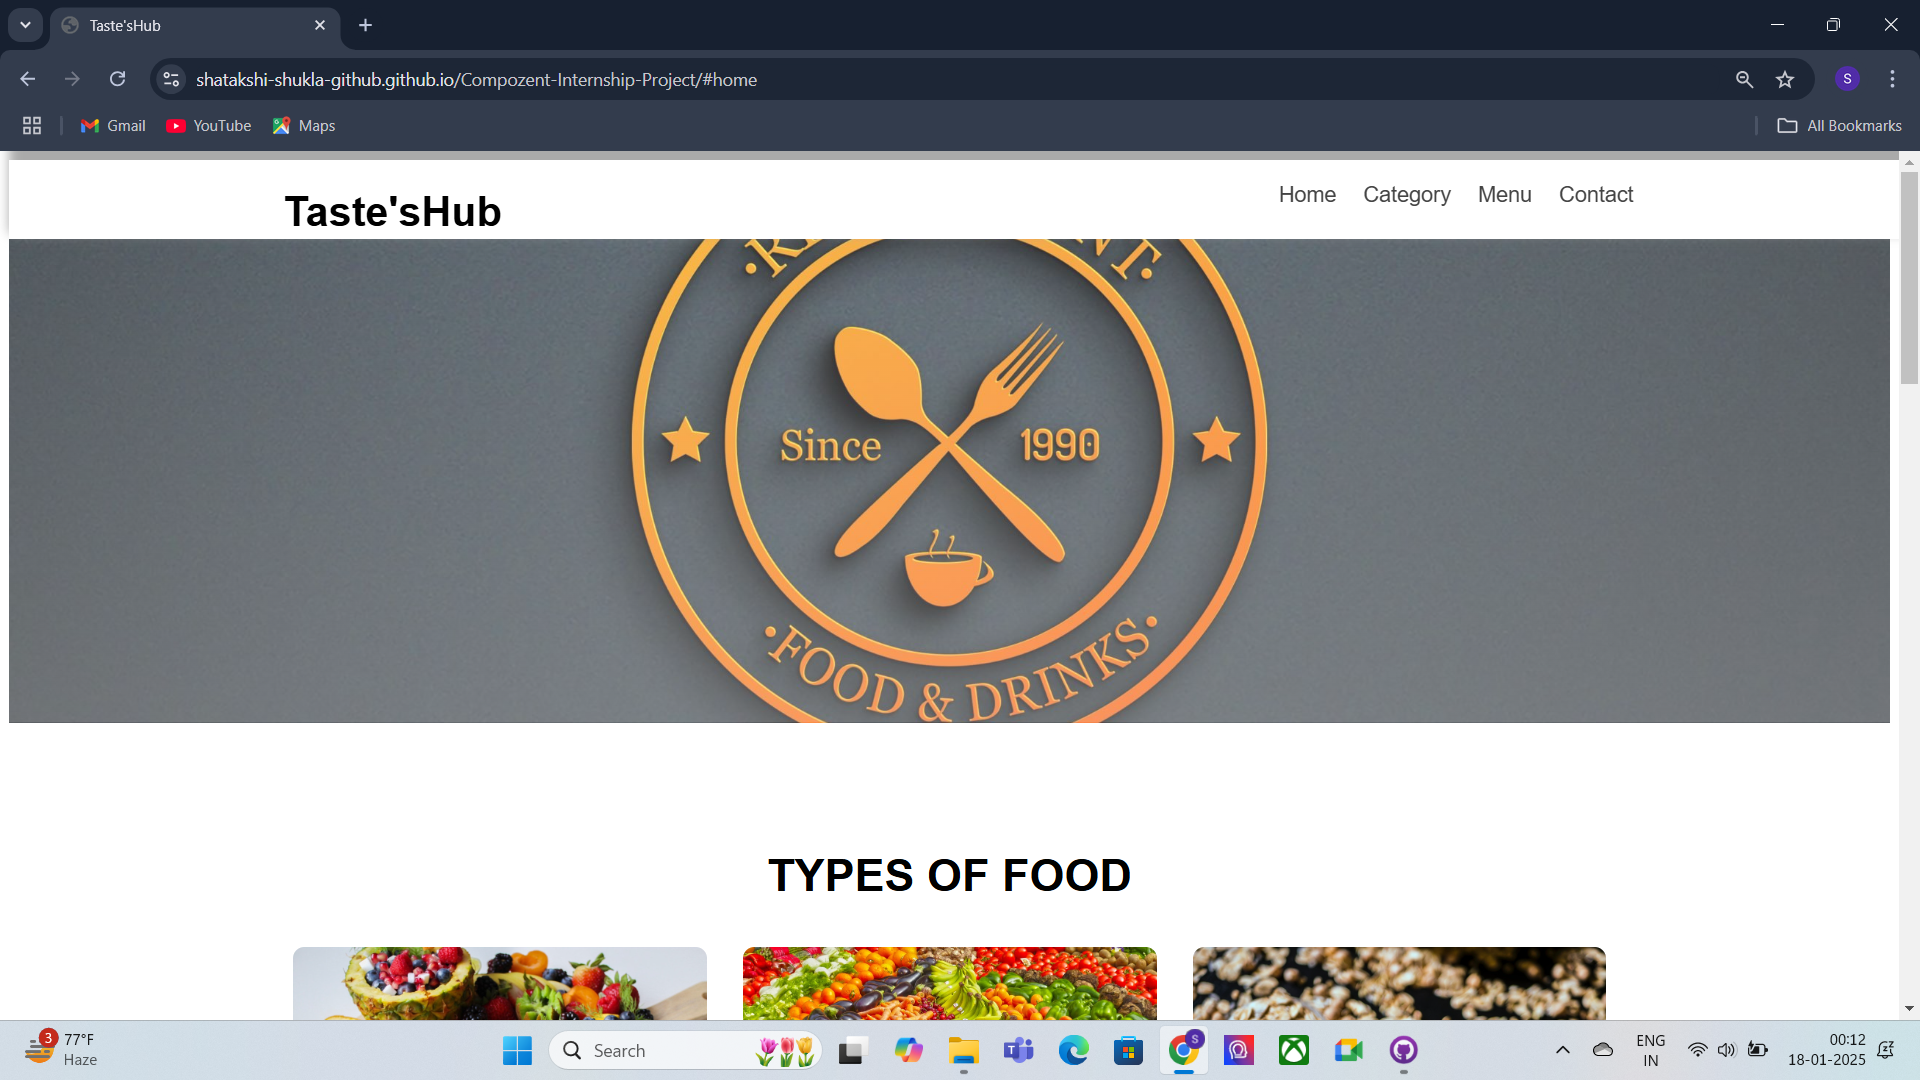 Taste'sHub
shatakshi-shukla-github.github.io/Compozent-Internship-Project/#home
S
Gmail
YouTube
Maps
All Bookmarks
Taste'sHub
Home
Category
Menu
Contact
Since
1990
·FOOD & DRINKS·
TYPES OF FOOD
3
77°F
Haze
Search
S
ENG
IN
00:12
18-01-2025